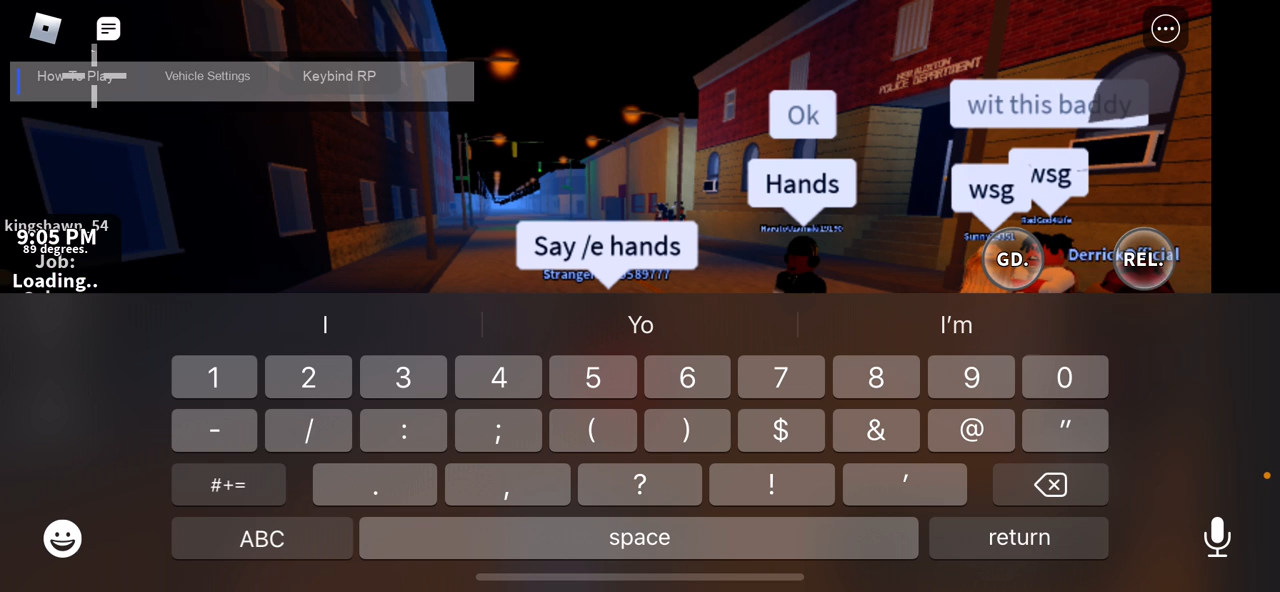 How To Play
Vehicle Settings
Keybind RP
POLICE DEPARTMENT
Ok
wit this baddy
Hands
wsg
wsg
Say /e hands
kingshawn_54
9:05 PM
89 degrees.
Job:
Loading..
GD.
REL.
I
Yo
I'm
1 2 3 4 5 6 7 8 9 0
- / : ; ( ) $ & @ "
#+= . , ? ! '
ABC space return